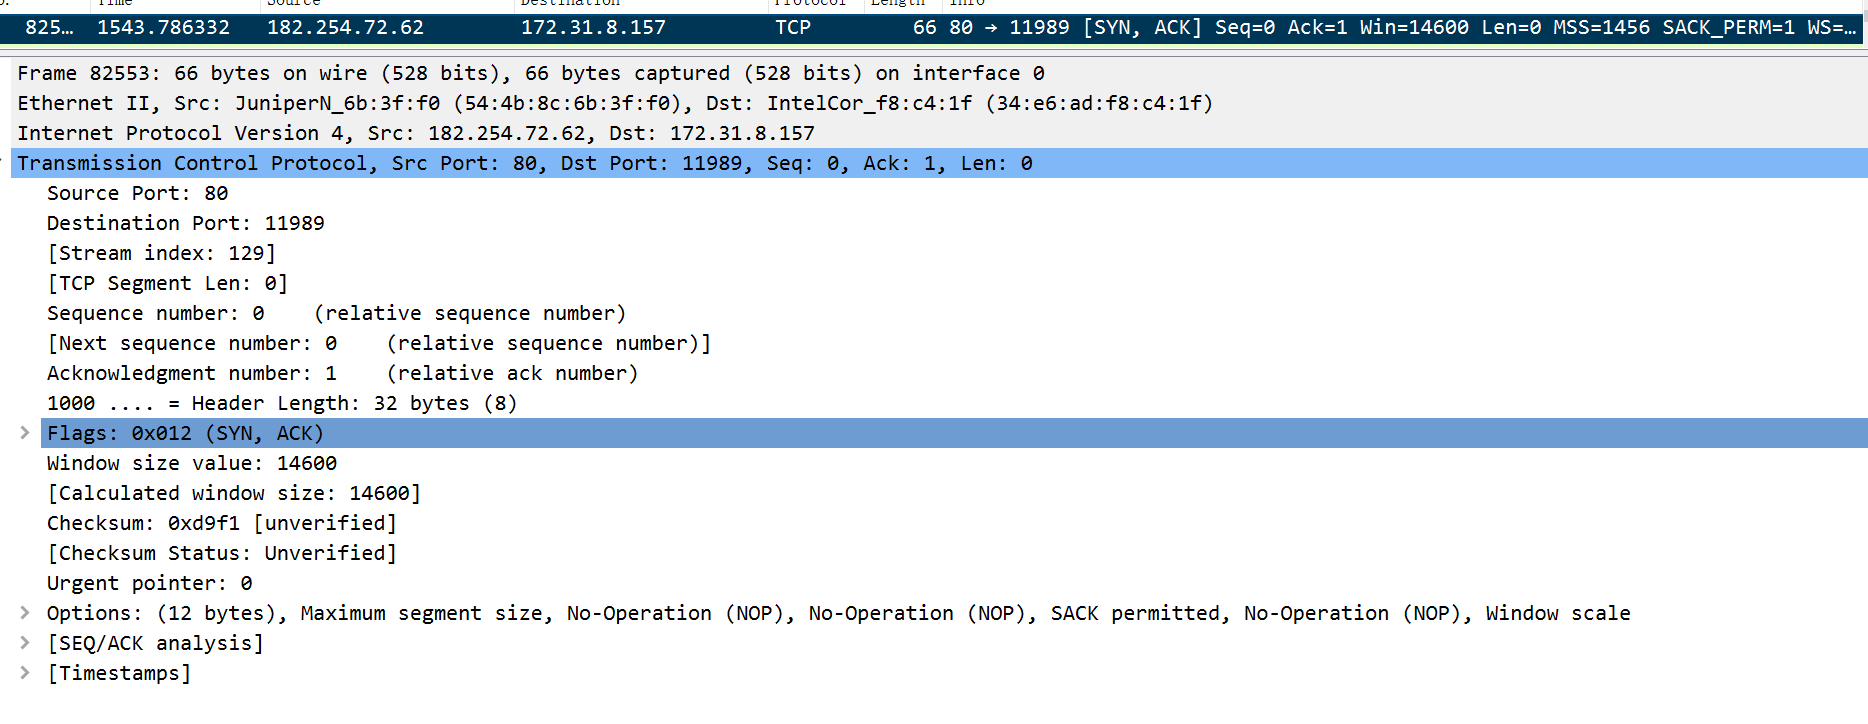 Time Source Destination Protocol Length Info
825… 1543.786332 182.254.72.62 172.31.8.157 TCP 66 80 → 11989 [SYN, ACK] Seq=0 Ack=1 Win=14600 Len=0 MSS=1456 SACK_PERM=1 WS=…
Frame 82553: 66 bytes on wire (528 bits), 66 bytes captured (528 bits) on interface 0
Ethernet II, Src: JuniperN_6b:3f:f0 (54:4b:8c:6b:3f:f0), Dst: IntelCor_f8:c4:1f (34:e6:ad:f8:c4:1f)
Internet Protocol Version 4, Src: 182.254.72.62, Dst: 172.31.8.157
Transmission Control Protocol, Src Port: 80, Dst Port: 11989, Seq: 0, Ack: 1, Len: 0
Source Port: 80
Destination Port: 11989
[Stream index: 129]
[TCP Segment Len: 0]
Sequence number: 0    (relative sequence number)
[Next sequence number: 0    (relative sequence number)]
Acknowledgment number: 1    (relative ack number)
1000 .... = Header Length: 32 bytes (8)
Flags: 0x012 (SYN, ACK)
Window size value: 14600
[Calculated window size: 14600]
Checksum: 0xd9f1 [unverified]
[Checksum Status: Unverified]
Urgent pointer: 0
Options: (12 bytes), Maximum segment size, No-Operation (NOP), No-Operation (NOP), SACK permitted, No-Operation (NOP), Window scale
[SEQ/ACK analysis]
[Timestamps]